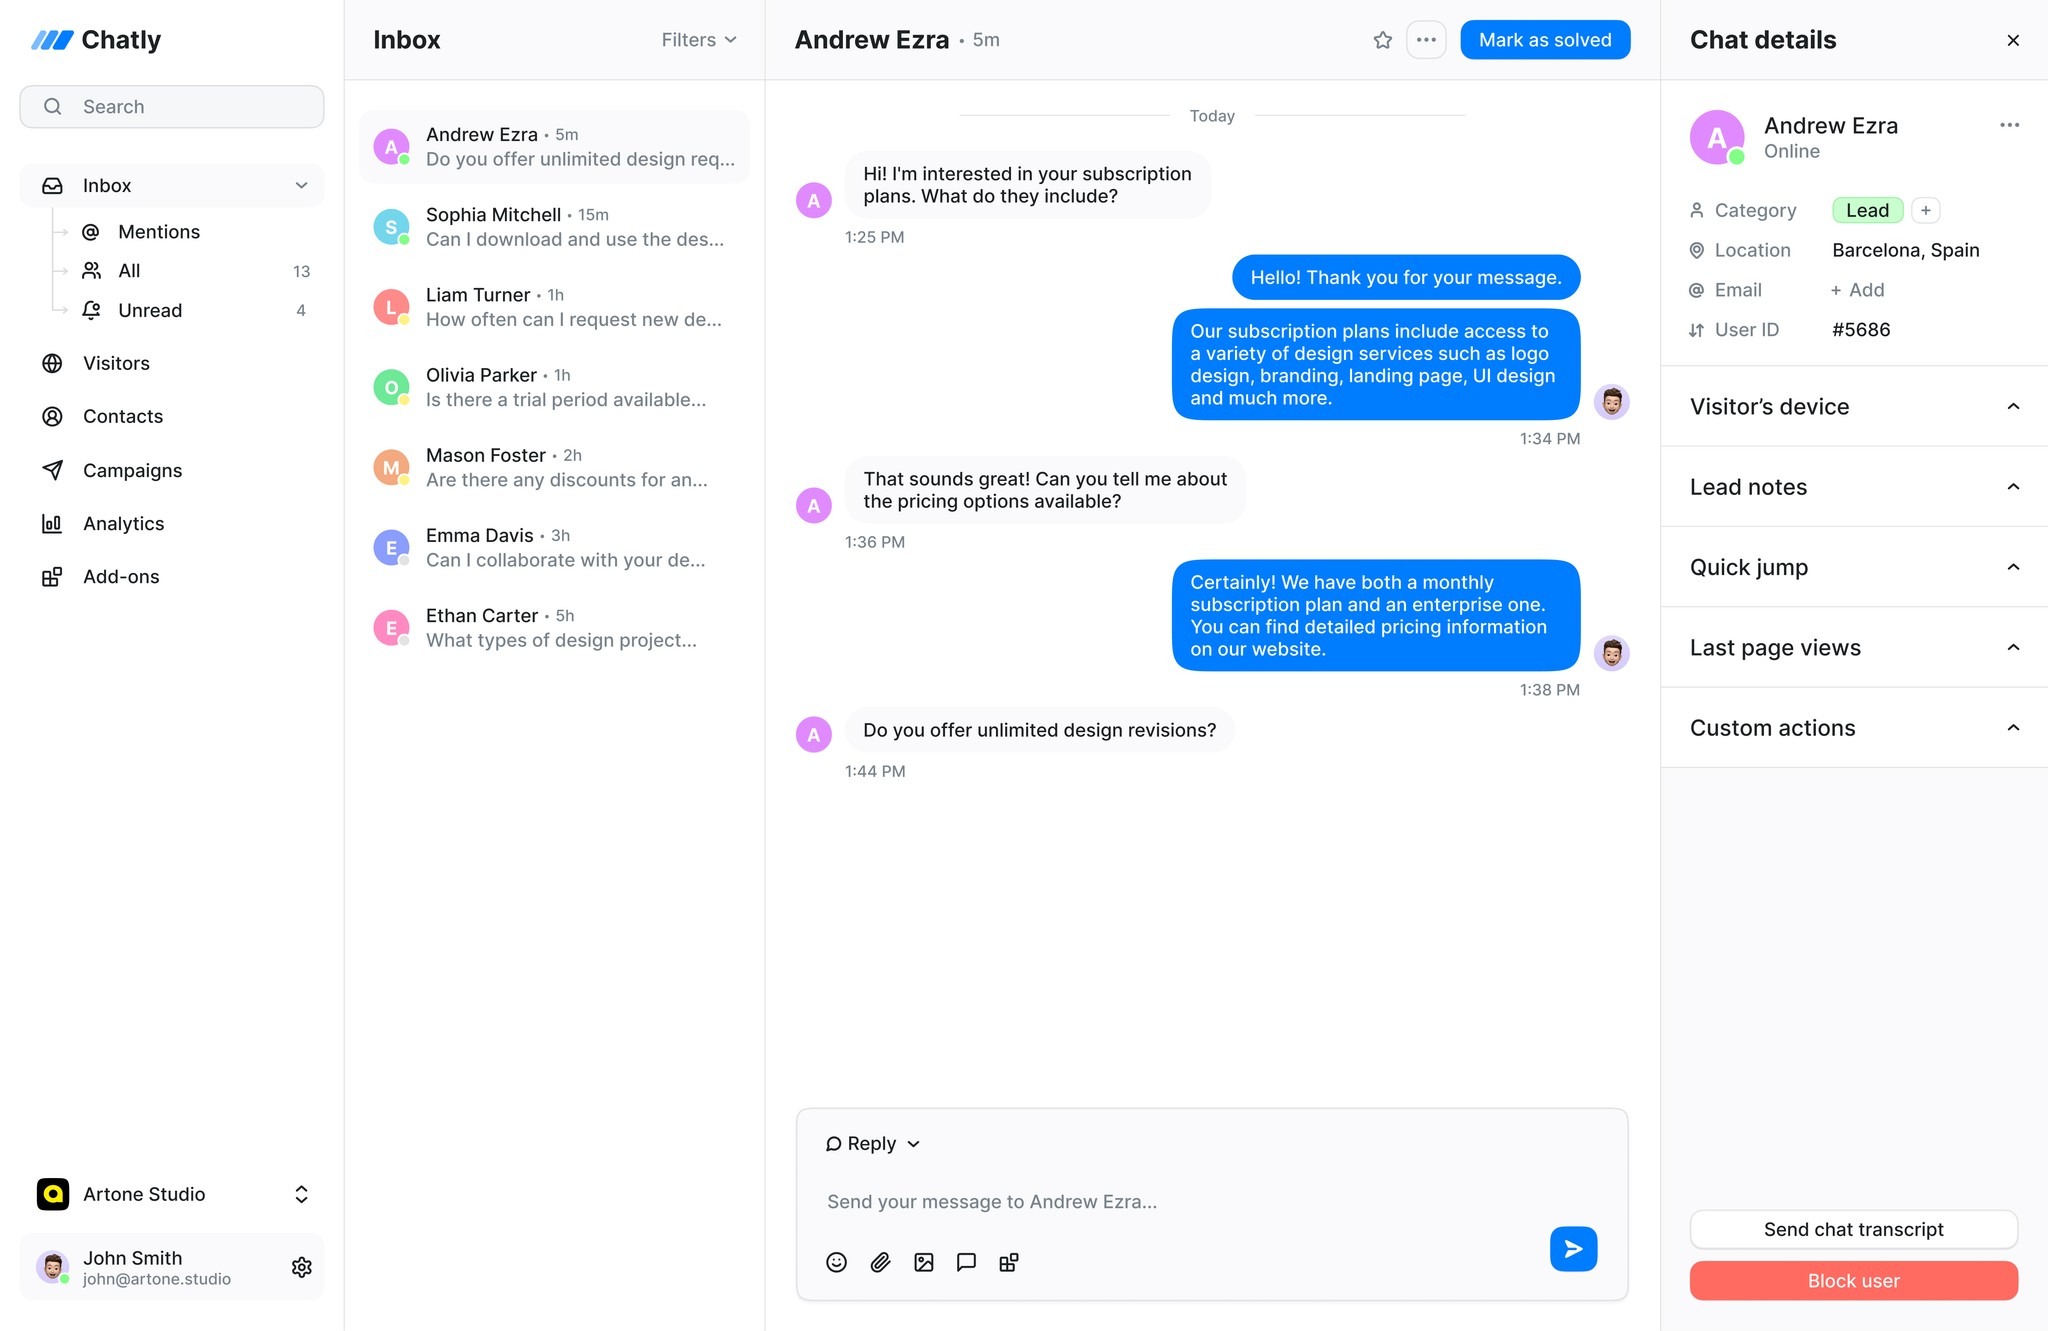 Chatly
Search
Inbox
Mentions
All 13
Unread 4
Visitors
Contacts
Campaigns
Analytics
Add-ons
Artone Studio
John Smith
john@artone.studio
Inbox Filters
A
Andrew Ezra • 5m
Do you offer unlimited design req...
S
Sophia Mitchell • 15m
Can I download and use the des...
L
Liam Turner • 1h
How often can I request new de...
O
Olivia Parker • 1h
Is there a trial period available...
M
Mason Foster • 2h
Are there any discounts for an...
E
Emma Davis • 3h
Can I collaborate with your de...
E
Ethan Carter • 5h
What types of design project...
Andrew Ezra • 5m
Mark as solved
Today
A
Hi! I'm interested in your subscription
plans. What do they include?
1:25 PM
Hello! Thank you for your message.
Our subscription plans include access to
a variety of design services such as logo
design, branding, landing page, UI design
and much more.
1:34 PM
A
That sounds great! Can you tell me about
the pricing options available?
1:36 PM
Certainly! We have both a monthly
subscription plan and an enterprise one.
You can find detailed pricing information
on our website.
1:38 PM
A
Do you offer unlimited design revisions?
1:44 PM
Reply
Send your message to Andrew Ezra...
Chat details
A
Andrew Ezra
Online
Category Lead +
Location Barcelona, Spain
Email + Add
User ID #5686
Visitor’s device
Lead notes
Quick jump
Last page views
Custom actions
Send chat transcript
Block user